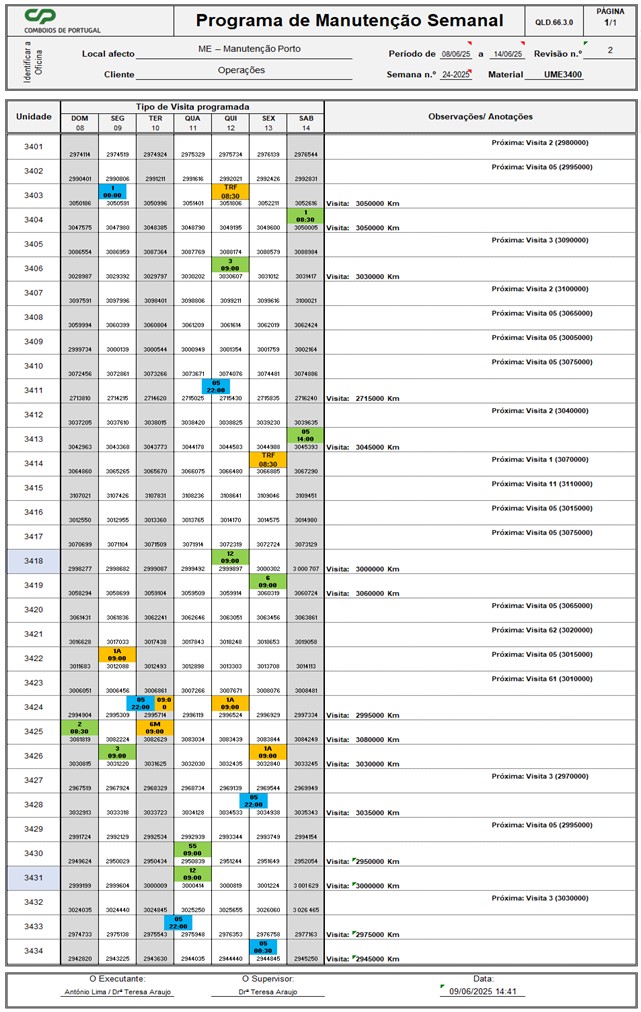 CP
COMBOIOS DE PORTUGAL
Programa de Manutenção Semanal
QLD.66.3.0
PÁGINA
1/1
Identificar a Oficina
Local afecto ME – Manutenção Porto
Período de 08/06/25 a 14/06/25 Revisão n.º 2
Cliente Operações
Semana n.º 24-2025 Material UME3400
Unidade Tipo de Visita programada Observações/ Anotações
DOM SEG TER QUA QUI SEX SAB
08 09 10 11 12 13 14
3401 Próxima: Visita 2 (2980000)
2974114 2974519 2974924 2975329 2975734 2976139 2976544
3402 Próxima: Visita 05 (2995000)
2990401 2990806 2991211 2991616 2992021 2992426 2992831
3403 1 00:00 TRF 08:30
3050186 3050591 3050996 3051401 3051806 3052211 3052616 Visita: 3050000 Km
3404 1 08:30
3047575 3047980 3048385 3048790 3049195 3049600 3050005 Visita: 3050000 Km
3405 Próxima: Visita 3 (3090000)
3086554 3086959 3087364 3087769 3088174 3088579 3088984
3406 3 09:00
3028987 3029392 3029797 3030202 3030607 3031012 3031417 Visita: 3030000 Km
3407 Próxima: Visita 2 (3100000)
3097591 3097996 3098401 3098806 3099211 3099616 3100021
3408 Próxima: Visita 05 (3065000)
3059994 3060399 3060804 3061209 3061614 3062019 3062424
3409 Próxima: Visita 05 (3005000)
2999734 3000139 3000544 3000949 3001354 3001759 3002164
3410 Próxima: Visita 05 (3075000)
3072456 3072861 3073266 3073671 3074076 3074481 3074886
3411 05 22:00
2713810 2714215 2714620 2715025 2715430 2715835 2716240 Visita: 2715000 Km
3412 Próxima: Visita 2 (3040000)
3037205 3037610 3038015 3038420 3038825 3039230 3039635
3413 05 14:00
3042963 3043368 3043773 3044178 3044583 3044988 3045393 Visita: 3045000 Km
3414 TRF 08:30 Próxima: Visita 1 (3070000)
3064860 3065265 3065670 3066075 3066480 3066885 3067290
3415 Próxima: Visita 11 (3110000)
3107021 3107426 3107831 3108236 3108641 3109046 3109451
3416 Próxima: Visita 05 (3015000)
3012550 3012955 3013360 3013765 3014170 3014575 3014980
3417 Próxima: Visita 05 (3075000)
3070699 3071104 3071509 3071914 3072319 3072724 3073129
3418 12 09:00
2998277 2998682 2999087 2999492 2999897 3000302 3 000 707 Visita: 3000000 Km
3419 6 09:00
3058294 3058699 3059104 3059509 3059914 3060319 3060724 Visita: 3060000 Km
3420 Próxima: Visita 05 (3065000)
3061431 3061836 3062241 3062646 3063051 3063456 3063861
3421 Próxima: Visita 62 (3020000)
3016628 3017033 3017438 3017843 3018248 3018653 3019058
3422 1A 09:00 Próxima: Visita 05 (3015000)
3011683 3012088 3012493 3012898 3013303 3013708 3014113
3423 Próxima: Visita 61 (3010000)
3006051 3006456 3006861 3007266 3007671 3008076 3008481
3424 05 22:00 09:00 1A 09:00
2994904 2995309 2995714 2996119 2996524 2996929 2997334 Visita: 2995000 Km
3425 2 08:30 6M 09:00
3081819 3082224 3082629 3083034 3083439 3083844 3084249 Visita: 3080000 Km
3426 3 09:00 1A 09:00
3030815 3031220 3031625 3032030 3032435 3032840 3033245 Visita: 3030000 Km
3427 Próxima: Visita 3 (2970000)
2967519 2967924 2968329 2968734 2969139 2969544 2969949
3428 05 22:00
3032913 3033318 3033723 3034128 3034533 3034938 3035343 Visita: 3035000 Km
3429 Próxima: Visita 05 (2995000)
2991724 2992129 2992534 2992939 2993344 2993749 2994154
3430 55 09:00
2949624 2950029 2950434 2950839 2951244 2951649 2952054 Visita: 2950000 Km
3431 12 09:00
2999199 2999604 3000009 3000414 3000819 3001224 3 001 629 Visita: 3000000 Km
3432 Próxima: Visita 3 (3030000)
3024035 3024440 3024845 3025250 3025655 3026060 3 026 465
3433 05 22:00
2974733 2975138 2975543 2975948 2976353 2976758 2977163 Visita: 2975000 Km
3434 05 00:30
2942820 2943225 2943630 2944035 2944440 2944845 2945250 Visita: 2945000 Km
O Executante: O Supervisor: Data:
António Lima / Drª Teresa Araujo Drª Teresa Araujo 09/06/2025 14:41